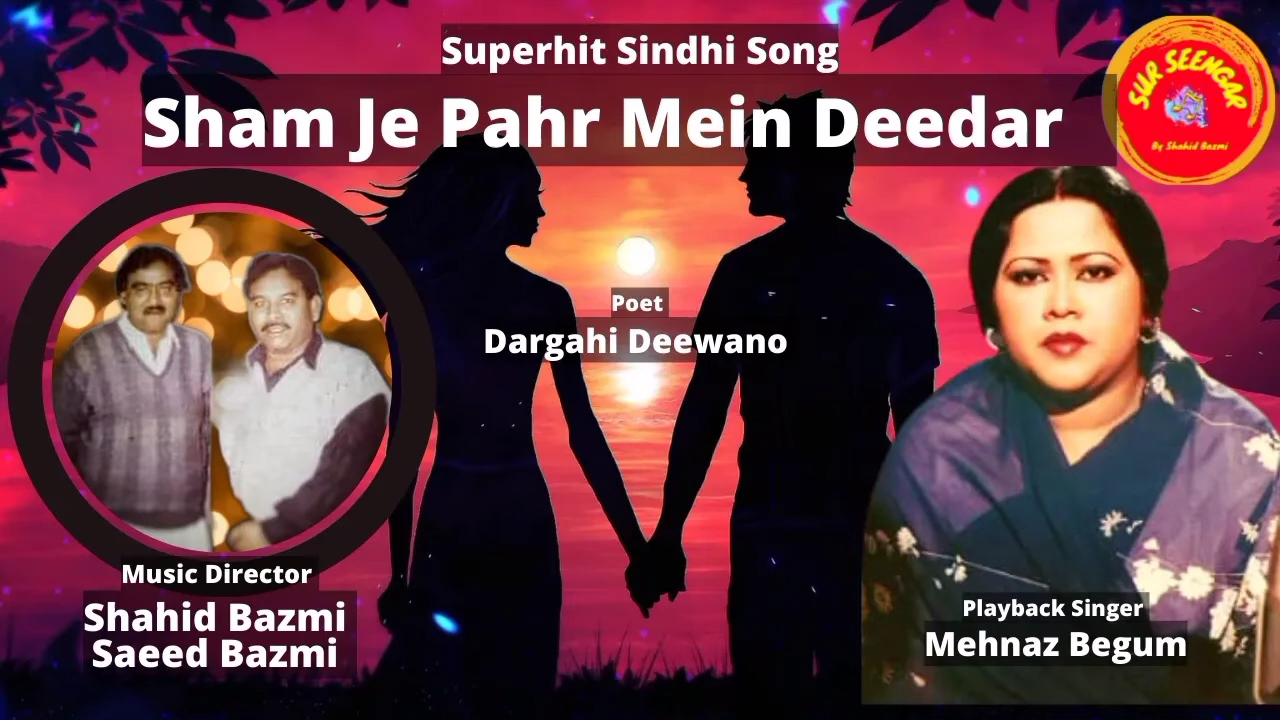 Superhit Sindhi Song
Sham Je Pahr Mein Deedar
SUR SEENGAR
By Shahid Bazmi
Poet
Dargahi Deewano
Music Director
Shahid Bazmi
Saeed Bazmi
Playback Singer
Mehnaz Begum